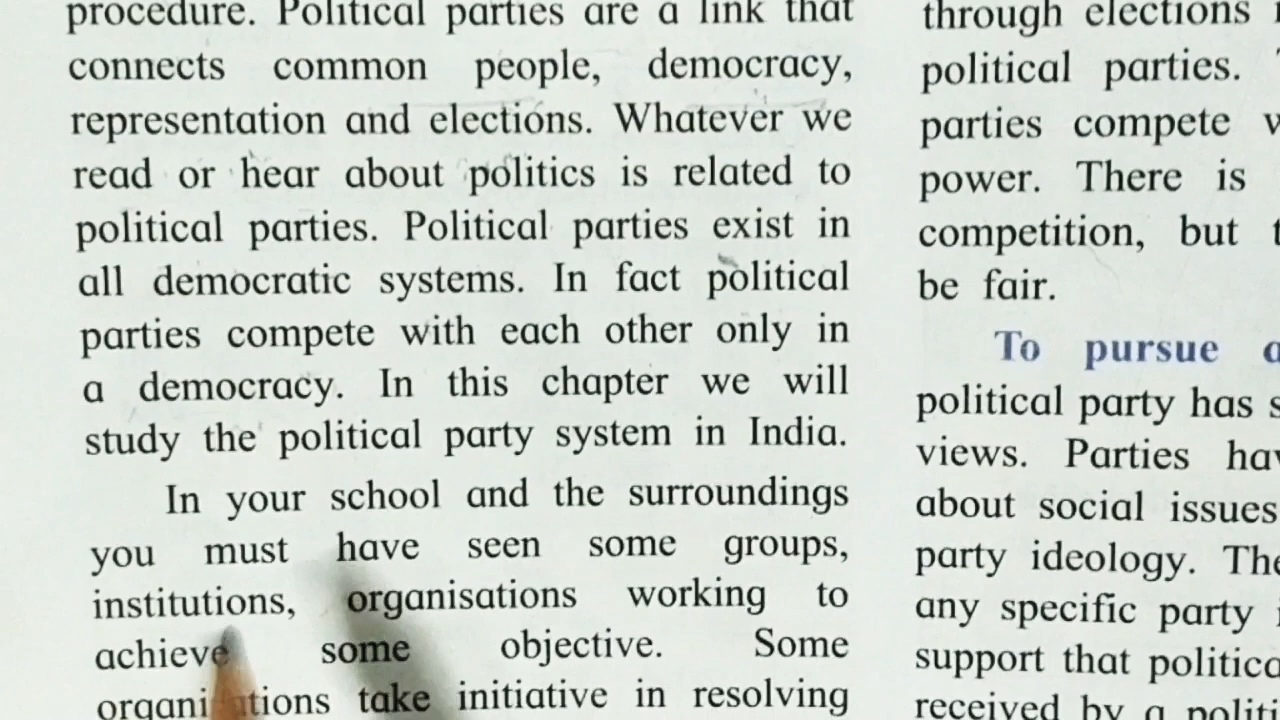 procedure. Political parties are a link that
connects common people, democracy,
representation and elections. Whatever we
read or hear about politics is related to
political parties. Political parties exist in
all democratic systems. In fact political
parties compete with each other only in
a democracy. In this chapter we will
study the political party system in India.
In your school and the surroundings
you must have seen some groups,
institutions, organisations working to
achieve some objective. Some
take initiative in resolving
through elections
political parties.
parties compete
power. There is
competition, but
be fair.
To pursue
political party has
views. Parties
about social issues
party ideology.
any specific party
support that
received by a